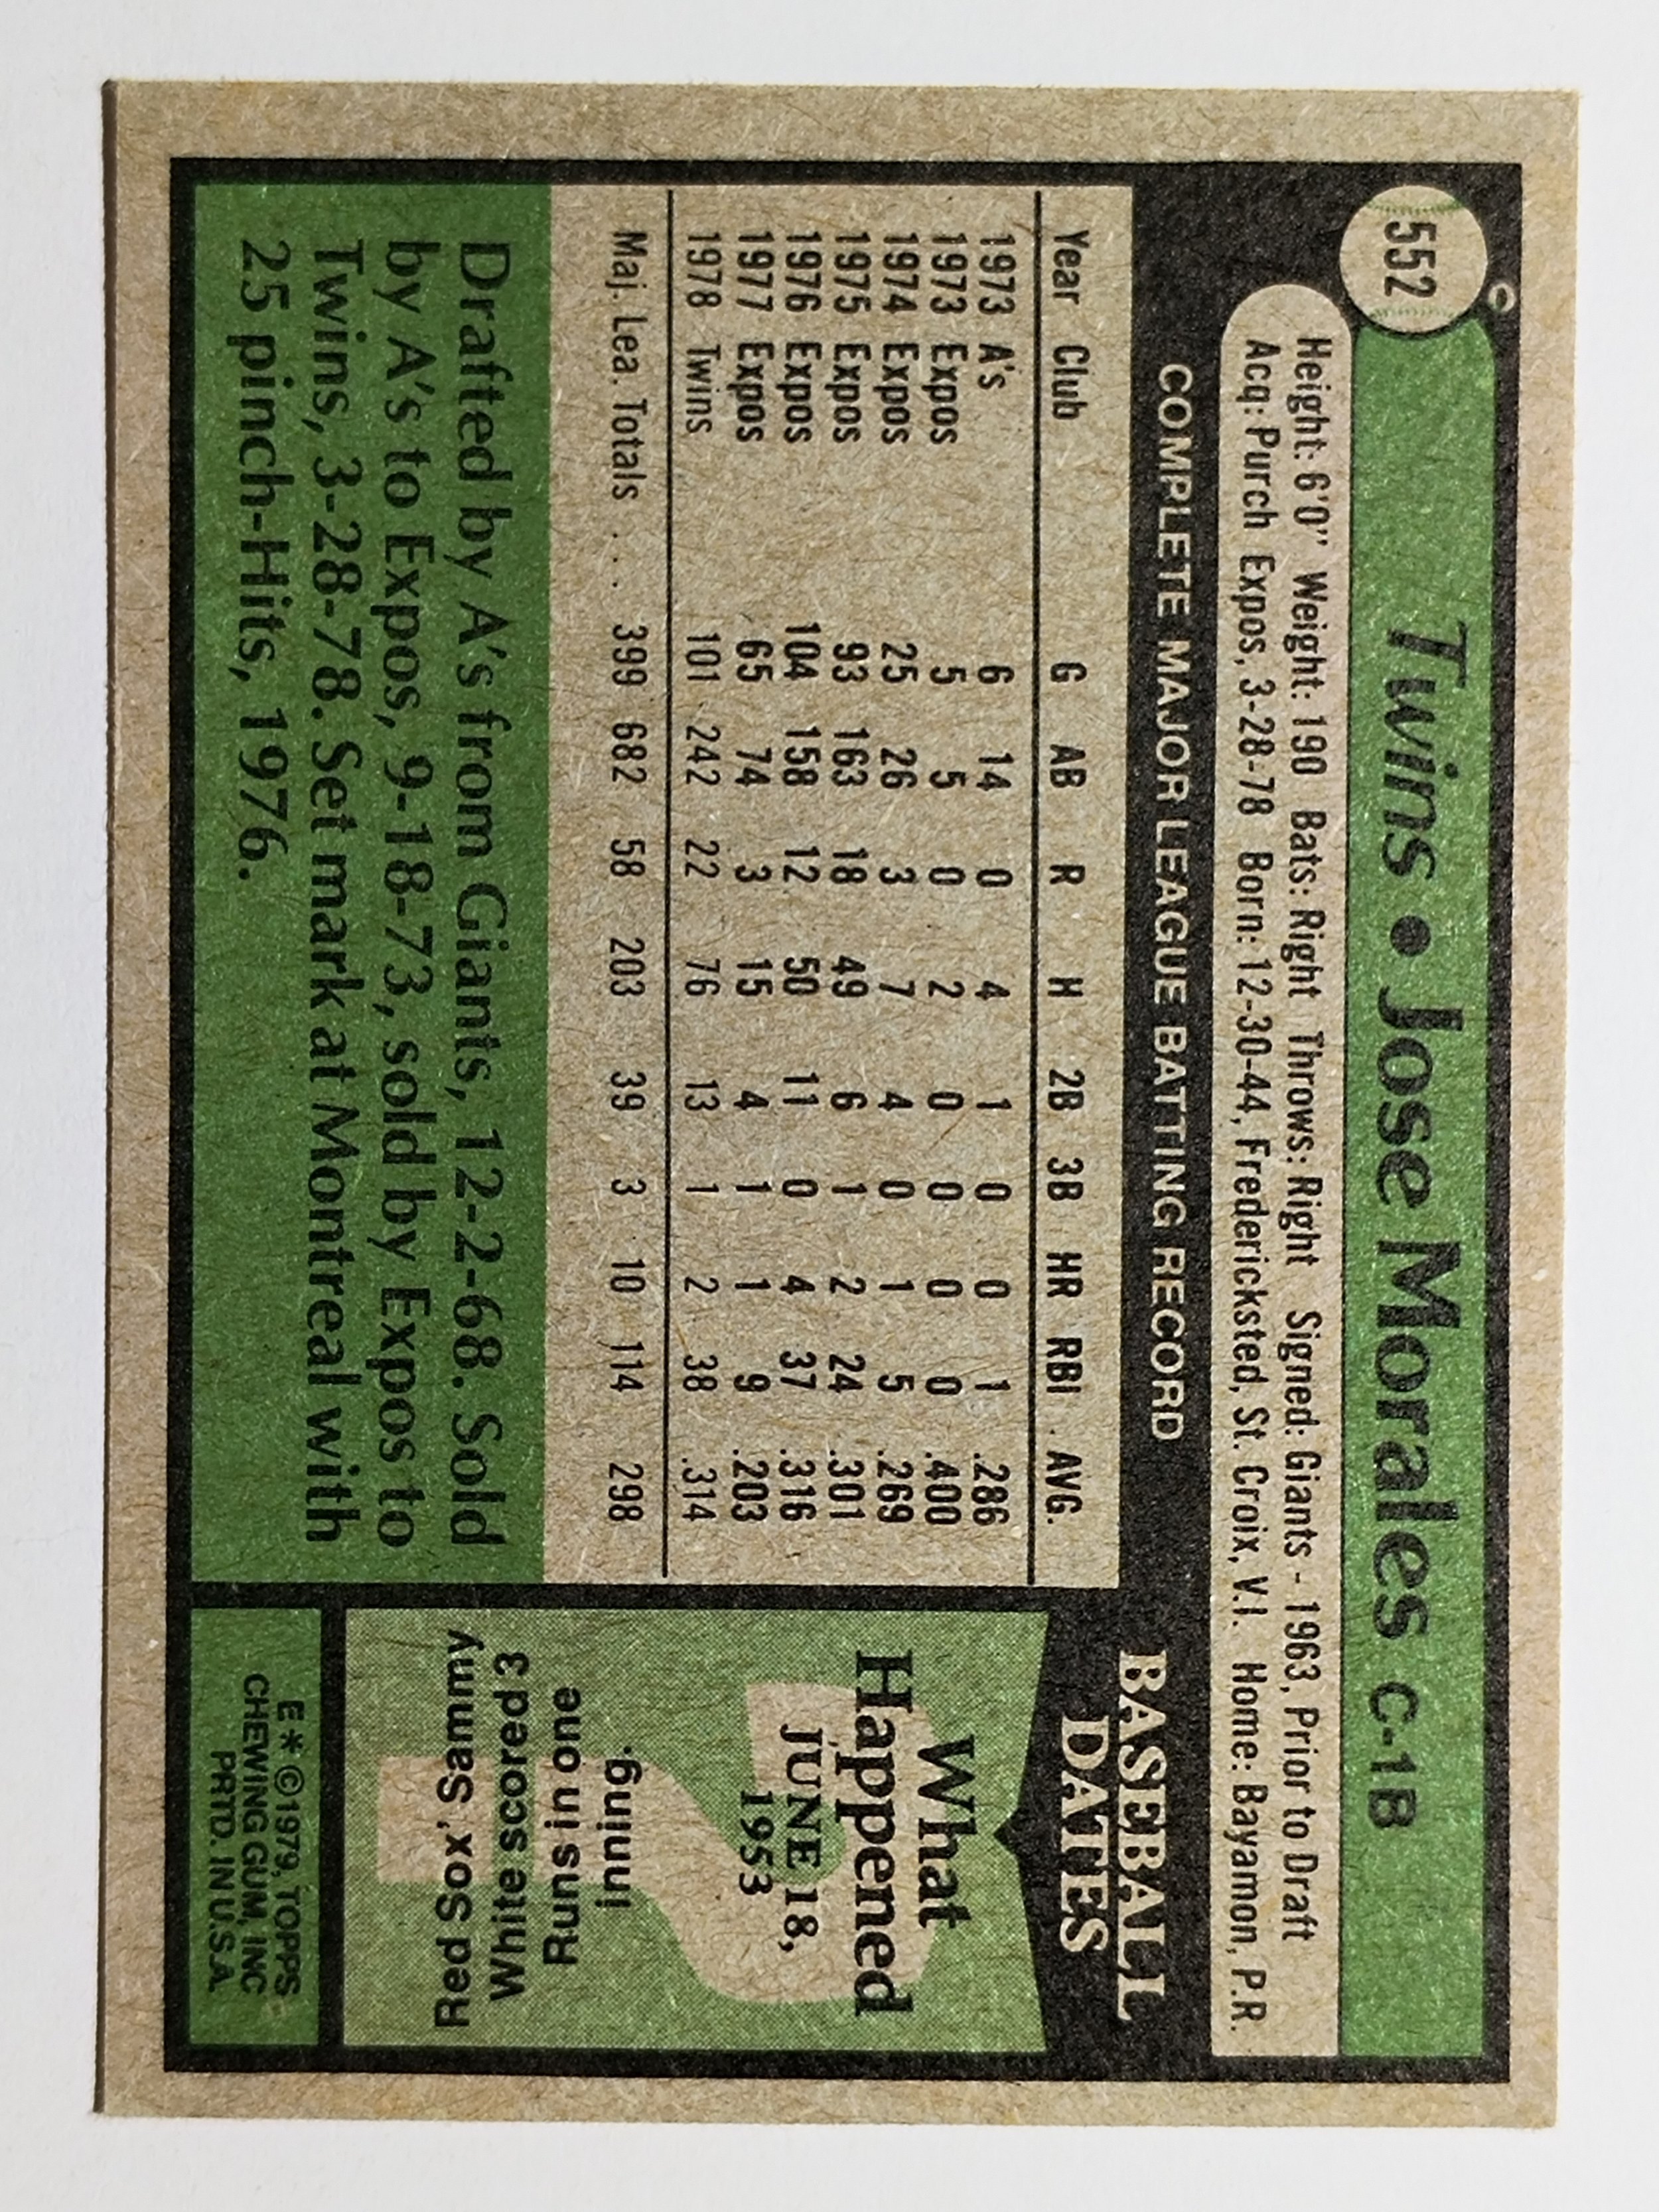 552
Twins • Jose Morales C-1B
Height: 6'0" Weight: 190 Bats: Right Throws: Right Signed: Giants - 1963, Prior to Draft
Acq: Purch Expos, 3-28-78 Born: 12-30-44, Fredericksted, St. Croix, V.I. Home: Bayamon, P.R.
COMPLETE MAJOR LEAGUE BATTING RECORD
Year Club G AB R H 2B 3B HR RBI AVG.
1973 A's 6 14 0 4 1 0 0 1 .286
1973 Expos 5 5 0 2 0 0 0 0 .400
1974 Expos 25 26 3 7 4 0 1 5 .269
1975 Expos 93 163 18 49 6 1 2 24 .301
1976 Expos 104 158 12 50 11 0 4 37 .316
1977 Expos 65 74 3 15 4 1 1 9 .203
1978 Twins 101 242 22 76 13 1 2 38 .314
Maj. Lea. Totals . . . 399 682 58 203 39 3 10 114 298
Drafted by A's from Giants, 12-2-68. Sold
by A's to Expos, 9-18-73, sold by Expos to
Twins, 3-28-78. Set mark at Montreal with
25 pinch-Hits, 1976.
BASEBALL
DATES
What
Happened
JUNE 18,
1953
Red Sox' Sammy
White scored 3
Runs in one
inning.
E* ©1979, TOPPS
CHEWING GUM, INC
PRTD. IN U.S.A.